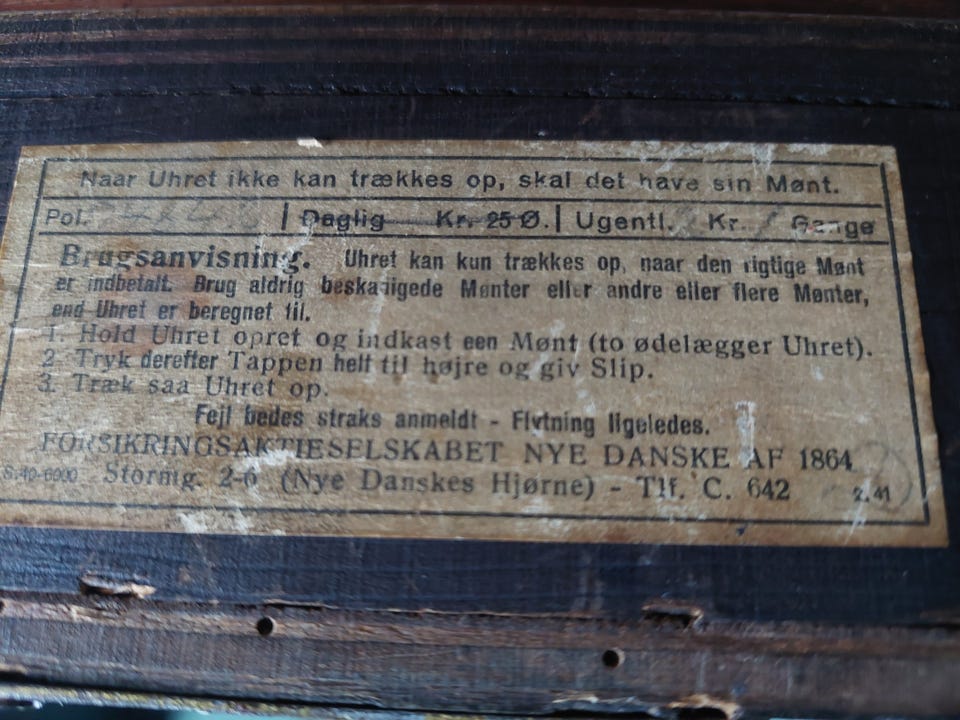 Naar Uhret ikke kan trækkes op, skal det have sin Mønt.
Pol. | Daglig Kr. 25 Ø. | Ugentl. Kr. Gange
Brugsanvisning. Uhret kan kun trækkes op, naar den rigtige Mønt
er indbetalt. Brug aldrig beskadigede Mønter eller andre eller flere Mønter,
end Uhret er beregnet til.
1. Hold Uhret opret og indkast een Mønt (to ødelægger Uhret).
2. Tryk derefter Tappen helt til højre og giv Slip.
3. Træk saa Uhret op.
Fejl bedes straks anmeldt - Flytning ligeledes.
FORSIKRINGSAKTIESELSKABET NYE DANSKE AF 1864
S.40-6000 Stormg. 2-6 (Nye Danskes Hjørne) - Tlf. C. 642 2.41